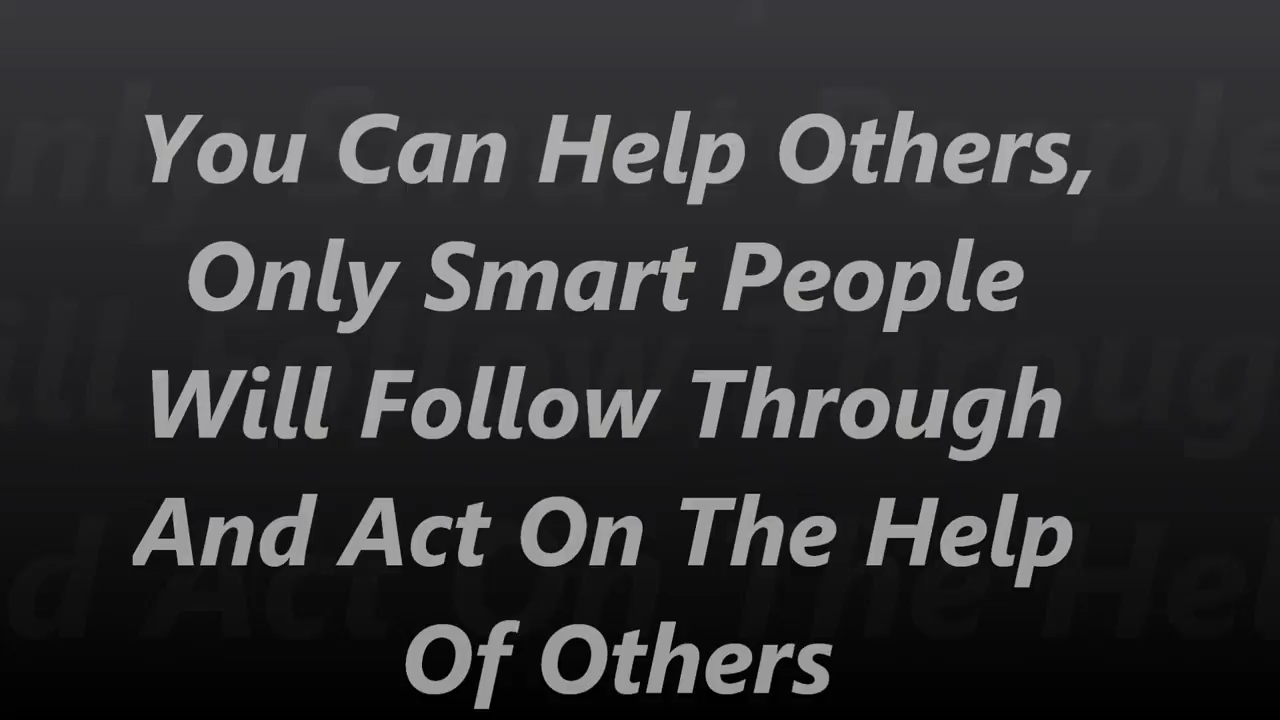 You Can Help Others,
Only Smart People
Will Follow Through
And Act On The Help
Of Others